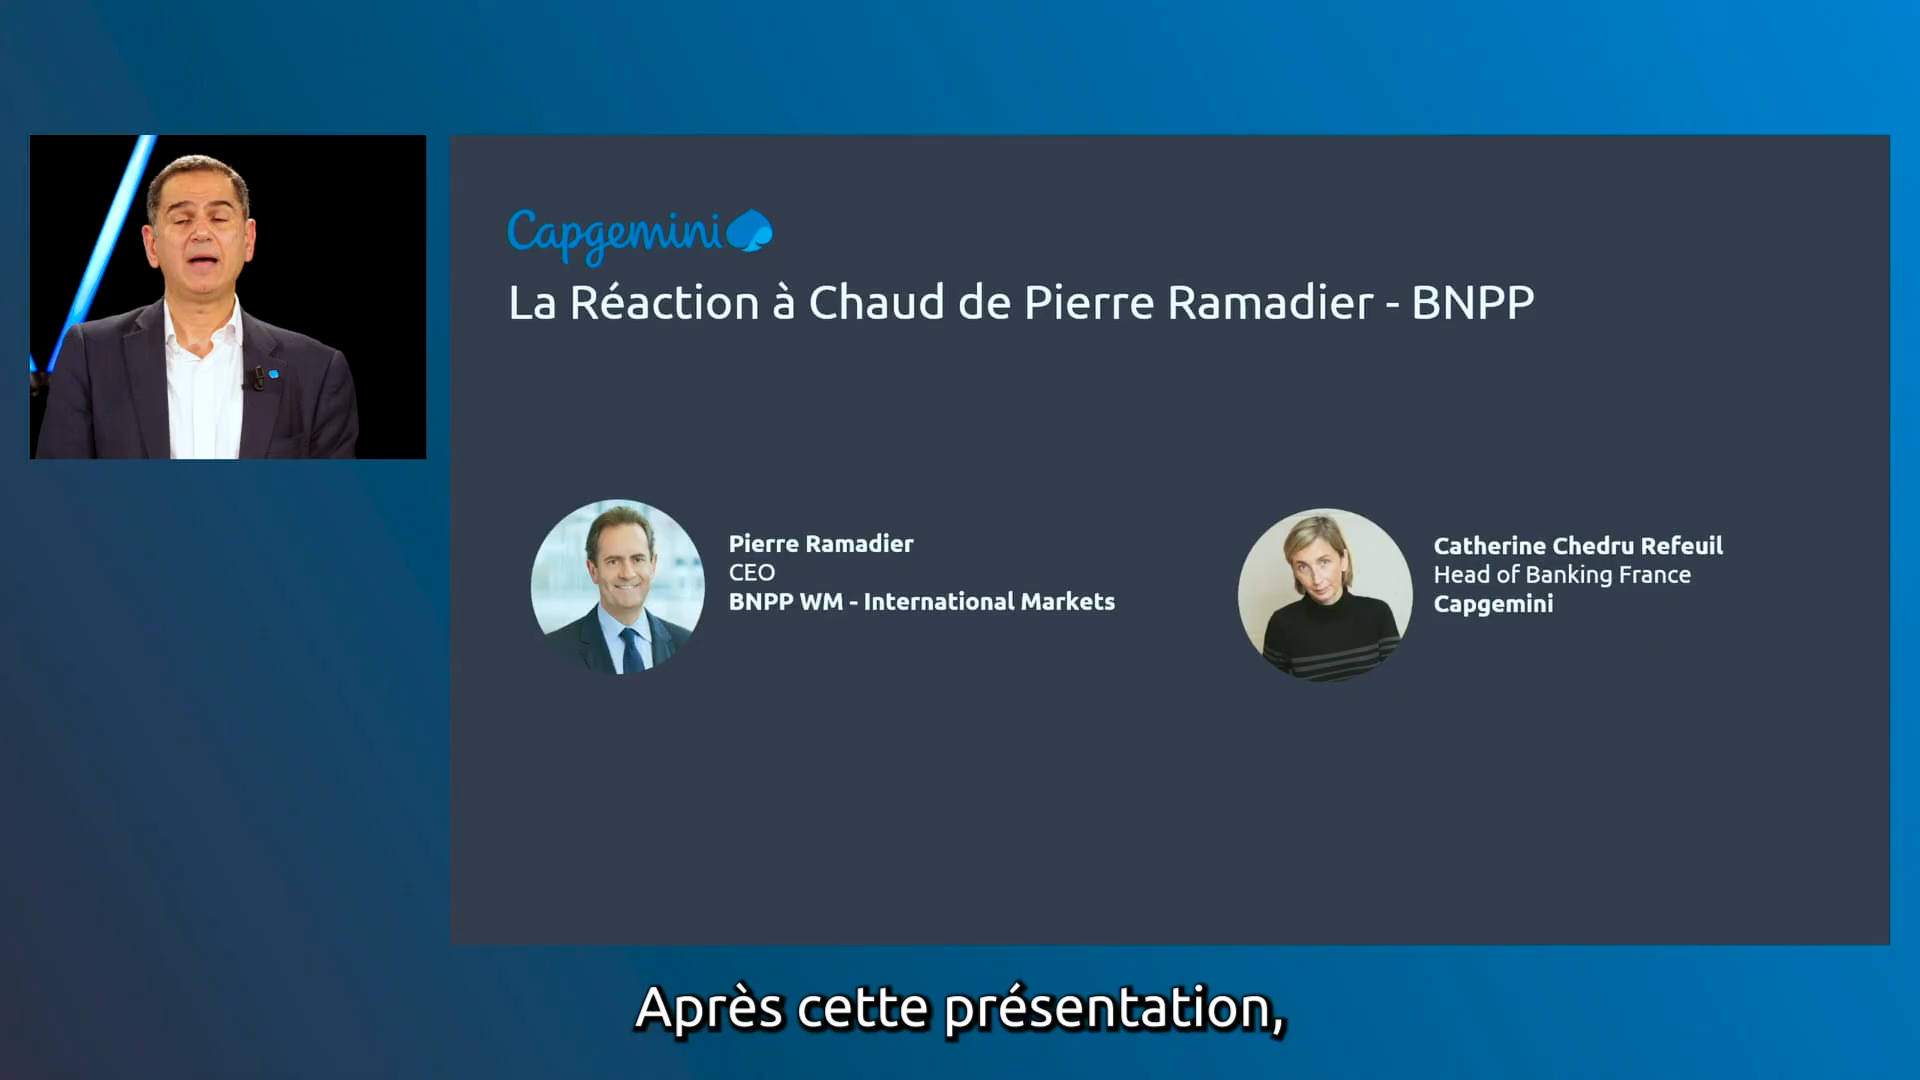 Capgemini
La Réaction à Chaud de Pierre Ramadier - BNPP
Pierre Ramadier
CEO
BNPP WM - International Markets
Catherine Chedru Refeuil
Head of Banking France
Capgemini
Après cette présentation,